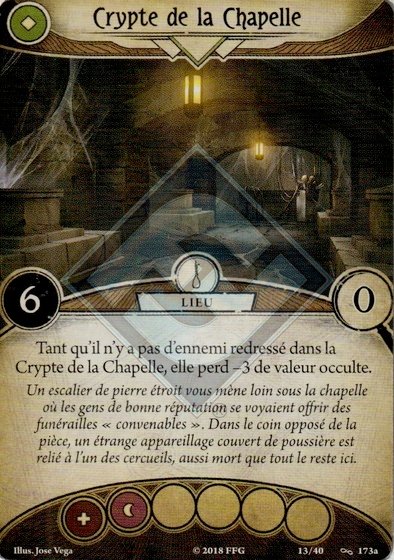 Crypte de la Chapelle
6
LIEU
0
Tant qu'il n'y a pas d'ennemi redressé dans la
Crypte de la Chapelle, elle perd –3 de valeur occulte.
Un escalier de pierre étroit vous mène loin sous la chapelle
où les gens de bonne réputation se voyaient offrir des
funérailles « convenables ». Dans le coin opposé de la
pièce, un étrange appareillage couvert de poussière est
relié à l'un des cercueils, aussi mort que tout le reste ici.
Illus. Jose Vega © 2018 FFG 13/40 173a